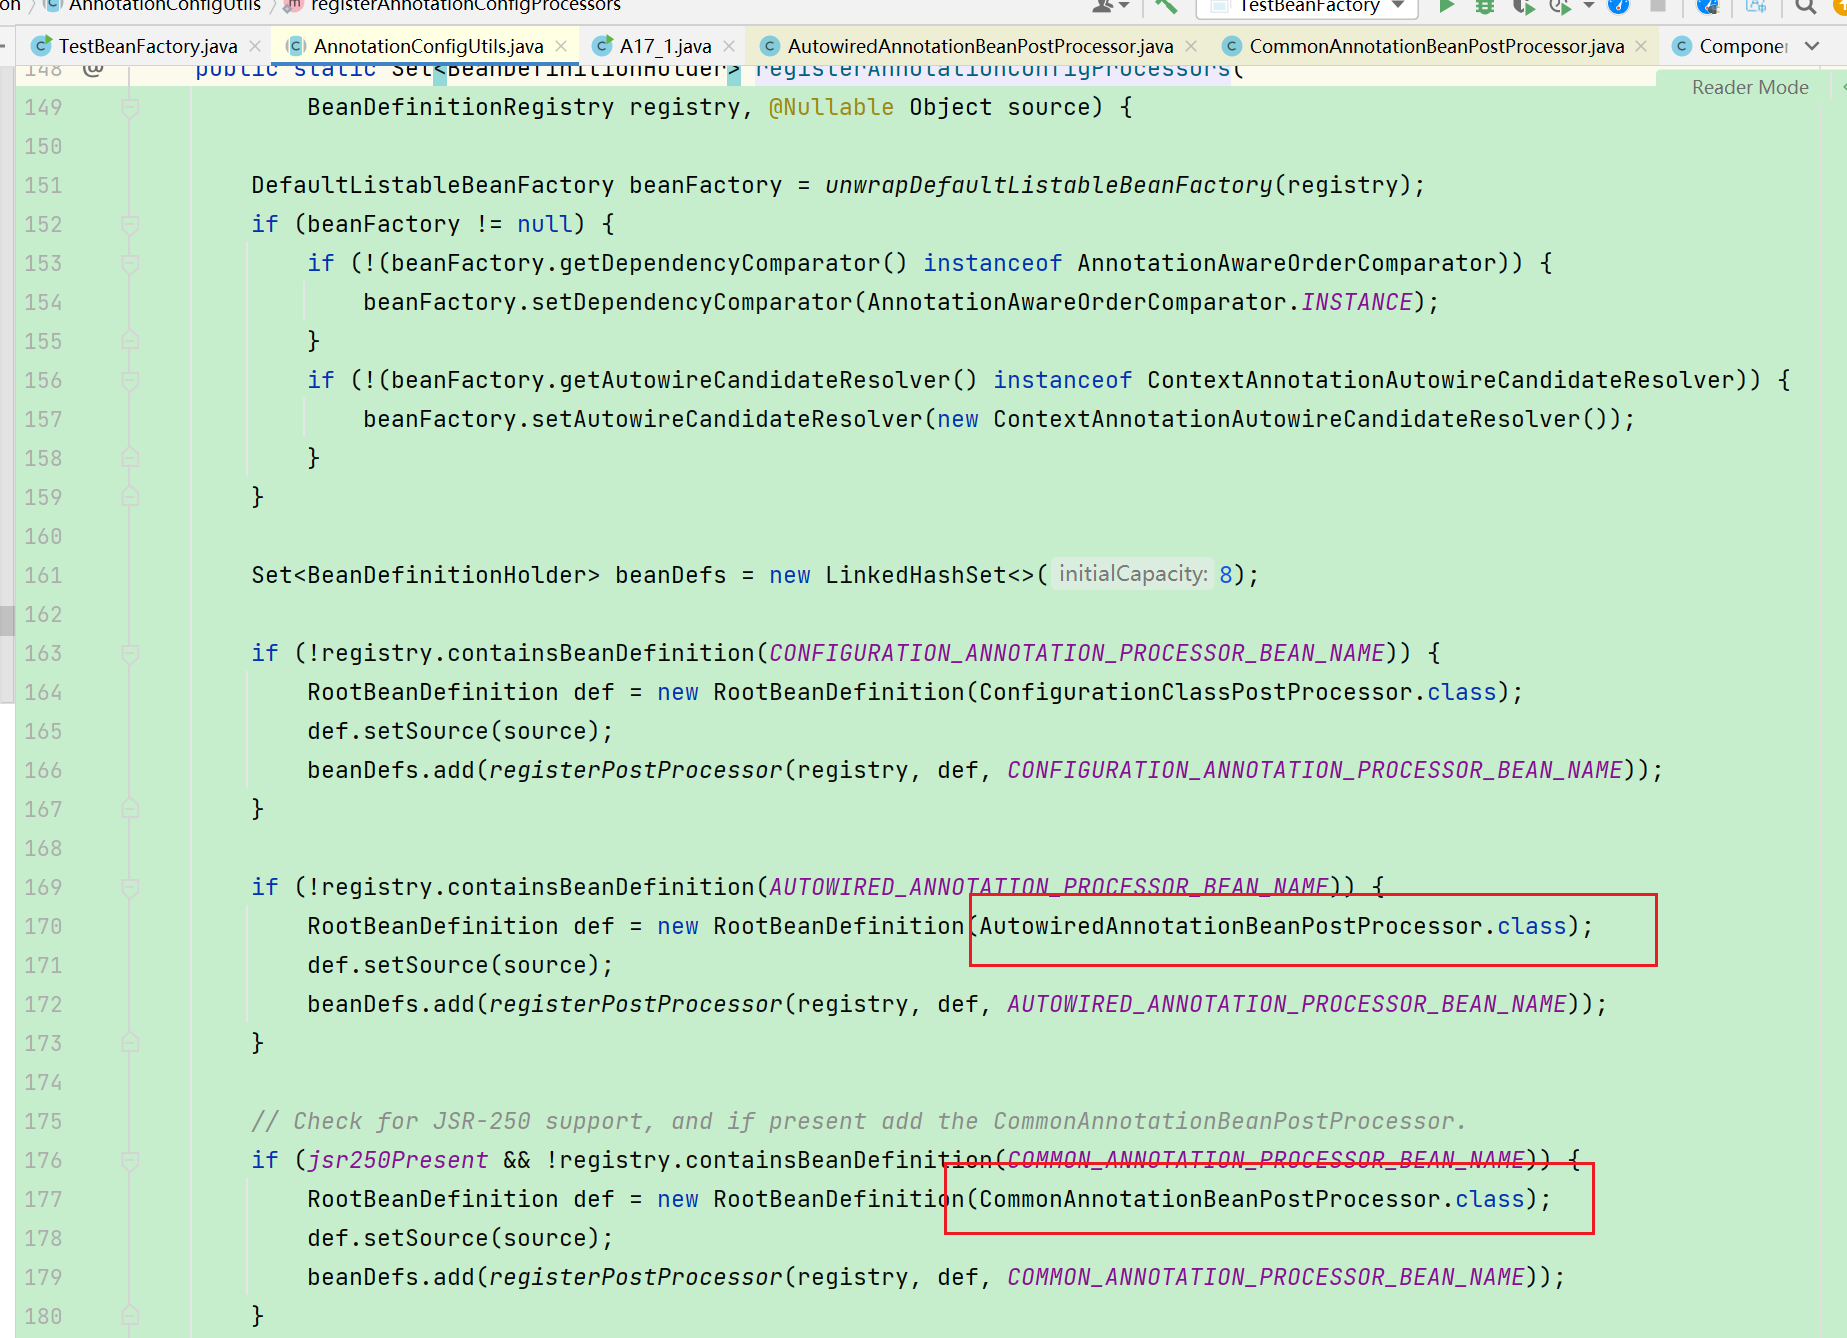 on > AnnotationConfigUtils > registerAnnotationConfigProcessors TestBeanFactory
TestBeanFactory.java AnnotationConfigUtils.java A17_1.java AutowiredAnnotationBeanPostProcessor.java CommonAnnotationBeanPostProcessor.java Componen
148 @ public static Set<BeanDefinitionHolder> registerAnnotationConfigProcessors(
Reader Mode
149 BeanDefinitionRegistry registry, @Nullable Object source) {
150
151 DefaultListableBeanFactory beanFactory = unwrapDefaultListableBeanFactory(registry);
152 if (beanFactory != null) {
153 if (!(beanFactory.getDependencyComparator() instanceof AnnotationAwareOrderComparator)) {
154 beanFactory.setDependencyComparator(AnnotationAwareOrderComparator.INSTANCE);
155 }
156 if (!(beanFactory.getAutowireCandidateResolver() instanceof ContextAnnotationAutowireCandidateResolver)) {
157 beanFactory.setAutowireCandidateResolver(new ContextAnnotationAutowireCandidateResolver());
158 }
159 }
160
161 Set<BeanDefinitionHolder> beanDefs = new LinkedHashSet<>( initialCapacity: 8);
162
163 if (!registry.containsBeanDefinition(CONFIGURATION_ANNOTATION_PROCESSOR_BEAN_NAME)) {
164 RootBeanDefinition def = new RootBeanDefinition(ConfigurationClassPostProcessor.class);
165 def.setSource(source);
166 beanDefs.add(registerPostProcessor(registry, def, CONFIGURATION_ANNOTATION_PROCESSOR_BEAN_NAME));
167 }
168
169 if (!registry.containsBeanDefinition(AUTOWIRED_ANNOTATION_PROCESSOR_BEAN_NAME)) {
170 RootBeanDefinition def = new RootBeanDefinition(AutowiredAnnotationBeanPostProcessor.class);
171 def.setSource(source);
172 beanDefs.add(registerPostProcessor(registry, def, AUTOWIRED_ANNOTATION_PROCESSOR_BEAN_NAME));
173 }
174
175 // Check for JSR-250 support, and if present add the CommonAnnotationBeanPostProcessor.
176 if (jsr250Present && !registry.containsBeanDefinition(COMMON_ANNOTATION_PROCESSOR_BEAN_NAME)) {
177 RootBeanDefinition def = new RootBeanDefinition(CommonAnnotationBeanPostProcessor.class);
178 def.setSource(source);
179 beanDefs.add(registerPostProcessor(registry, def, COMMON_ANNOTATION_PROCESSOR_BEAN_NAME));
180 }